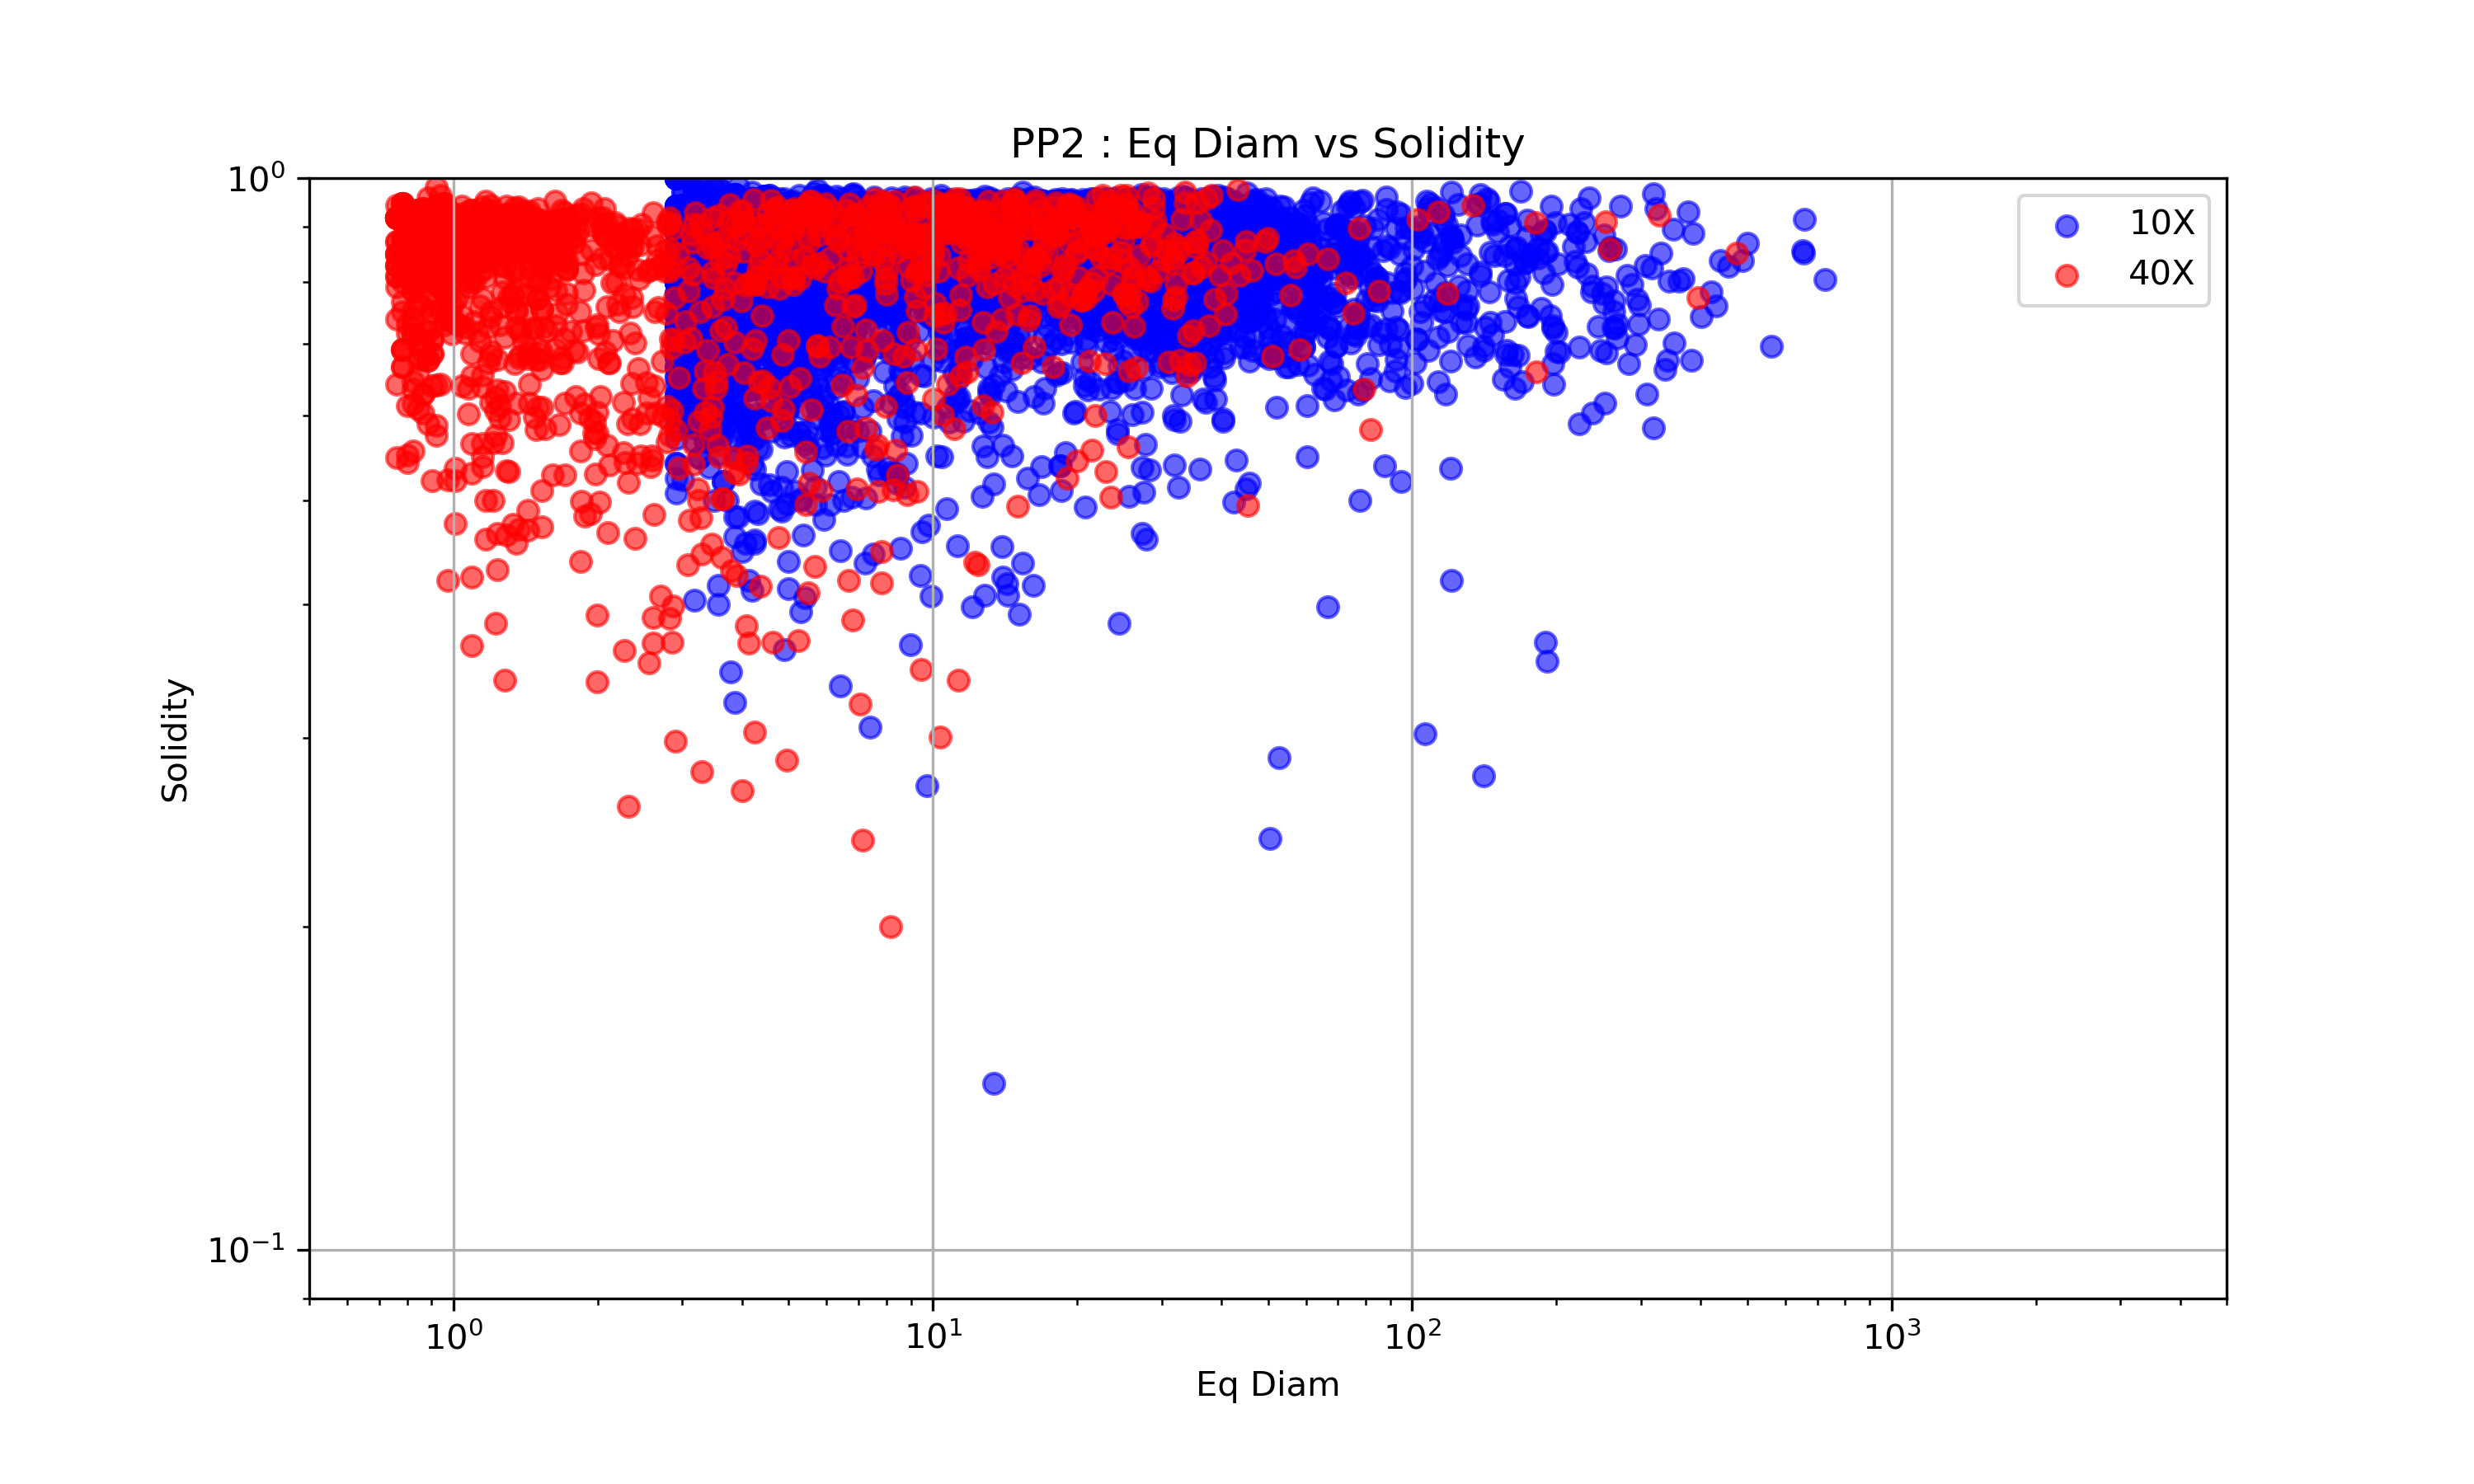 PP2 : Eq Diam vs Solidity
10⁰
10X
40X
Solidity
10⁻¹
10⁰ 10¹ 10² 10³
Eq Diam